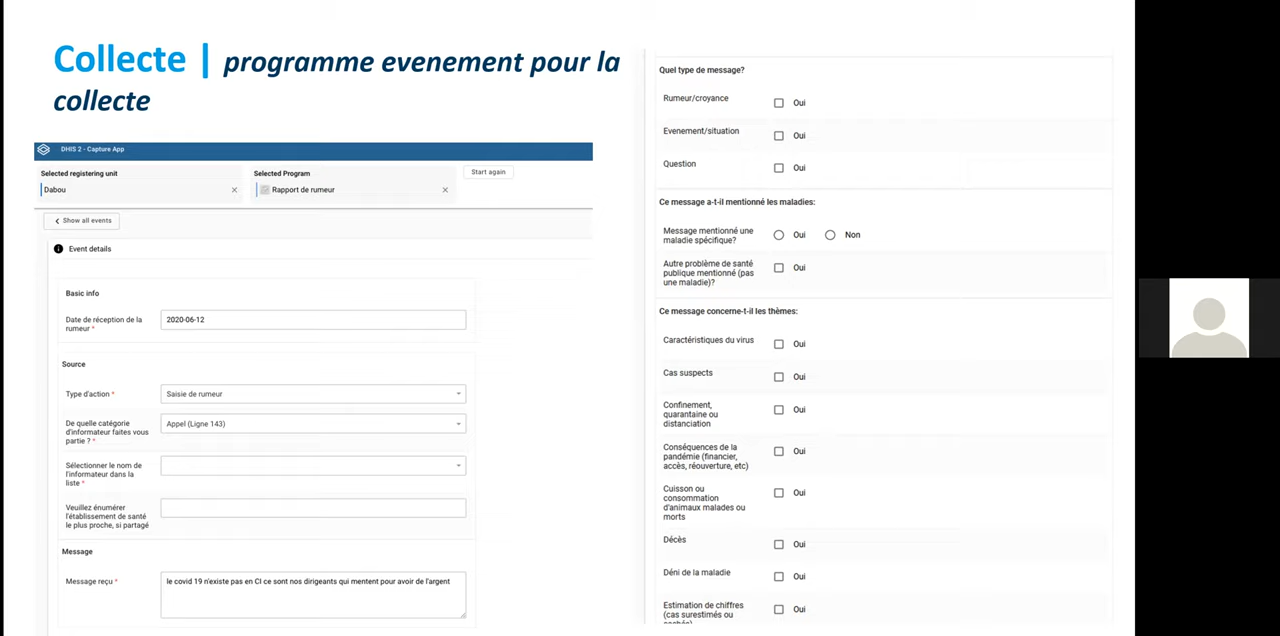 Collecte | programme evenement pour la
collecte
DHIS 2 - Capture App
Selected registering unit
Dabou
Selected Program
Rapport de rumeur
Start again
Show all events
Event details
Basic info
Date de réception de la
rumeur *
2020-06-12
Source
Type d'action *
Saisie de rumeur
De quelle catégorie
d'informateur faites vous
partie ? *
Appel (Ligne 143)
Sélectionner le nom de
l'informateur dans la
liste *
Veuillez énumérer
l'établissement de santé
le plus proche, si partagé
Message
Message reçu *
le covid 19 n'existe pas en CI ce sont nos dirigeants qui mentent pour avoir de l'argent
Quel type de message?
Rumeur/croyance
Oui
Evenement/situation
Oui
Question
Oui
Ce message a-t-il mentionné les maladies:
Message mentionné une
maladie spécifique?
Oui
Non
Autre problème de santé
publique mentionné (pas
une maladie)?
Oui
Ce message concerne-t-il les thèmes:
Caractéristiques du virus
Oui
Cas suspects
Oui
Confinement,
quarantaine ou
distanciation
Oui
Conséquences de la
pandémie (financier,
accès, réouverture, etc)
Oui
Cuisson ou
consommation
d'animaux malades ou
morts
Oui
Décès
Oui
Déni de la maladie
Oui
Estimation de chiffres
(cas surestimés ou
Oui